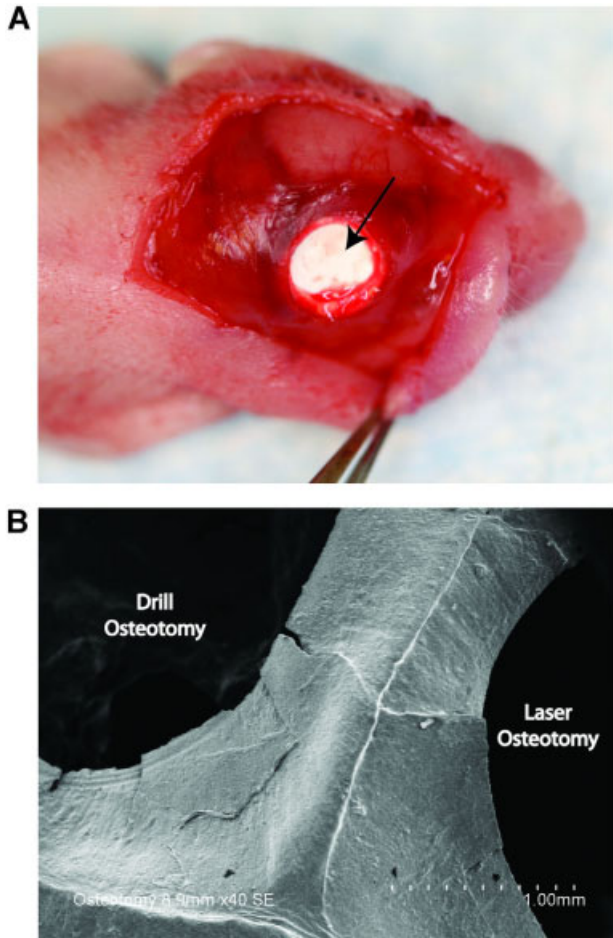 A
B
Drill
Osteotomy
Laser
Osteotomy
Osteotomy 8.9mm x40 SE
1.00mm